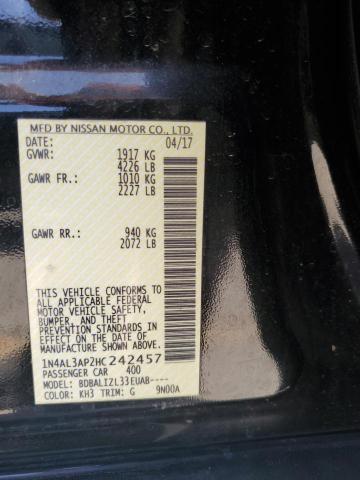 MFD BY NISSAN MOTOR CO., LTD.
DATE: 04/17
GVWR: 1917 KG
4226 LB
GAWR FR.: 1010 KG
2227 LB
GAWR RR.: 940 KG
2072 LB
THIS VEHICLE CONFORMS TO
ALL APPLICABLE FEDERAL
MOTOR VEHICLE SAFETY,
BUMPER, AND THEFT
PREVENTION STANDARDS
IN EFFECT ON THE DATE OF
MANUFACTURE SHOWN ABOVE.
1N4AL3AP2HC242457
PASSENGER CAR 400
MODEL: BDBALIZL33EUAB----
COLOR: KH3 TRIM: G 9N00A